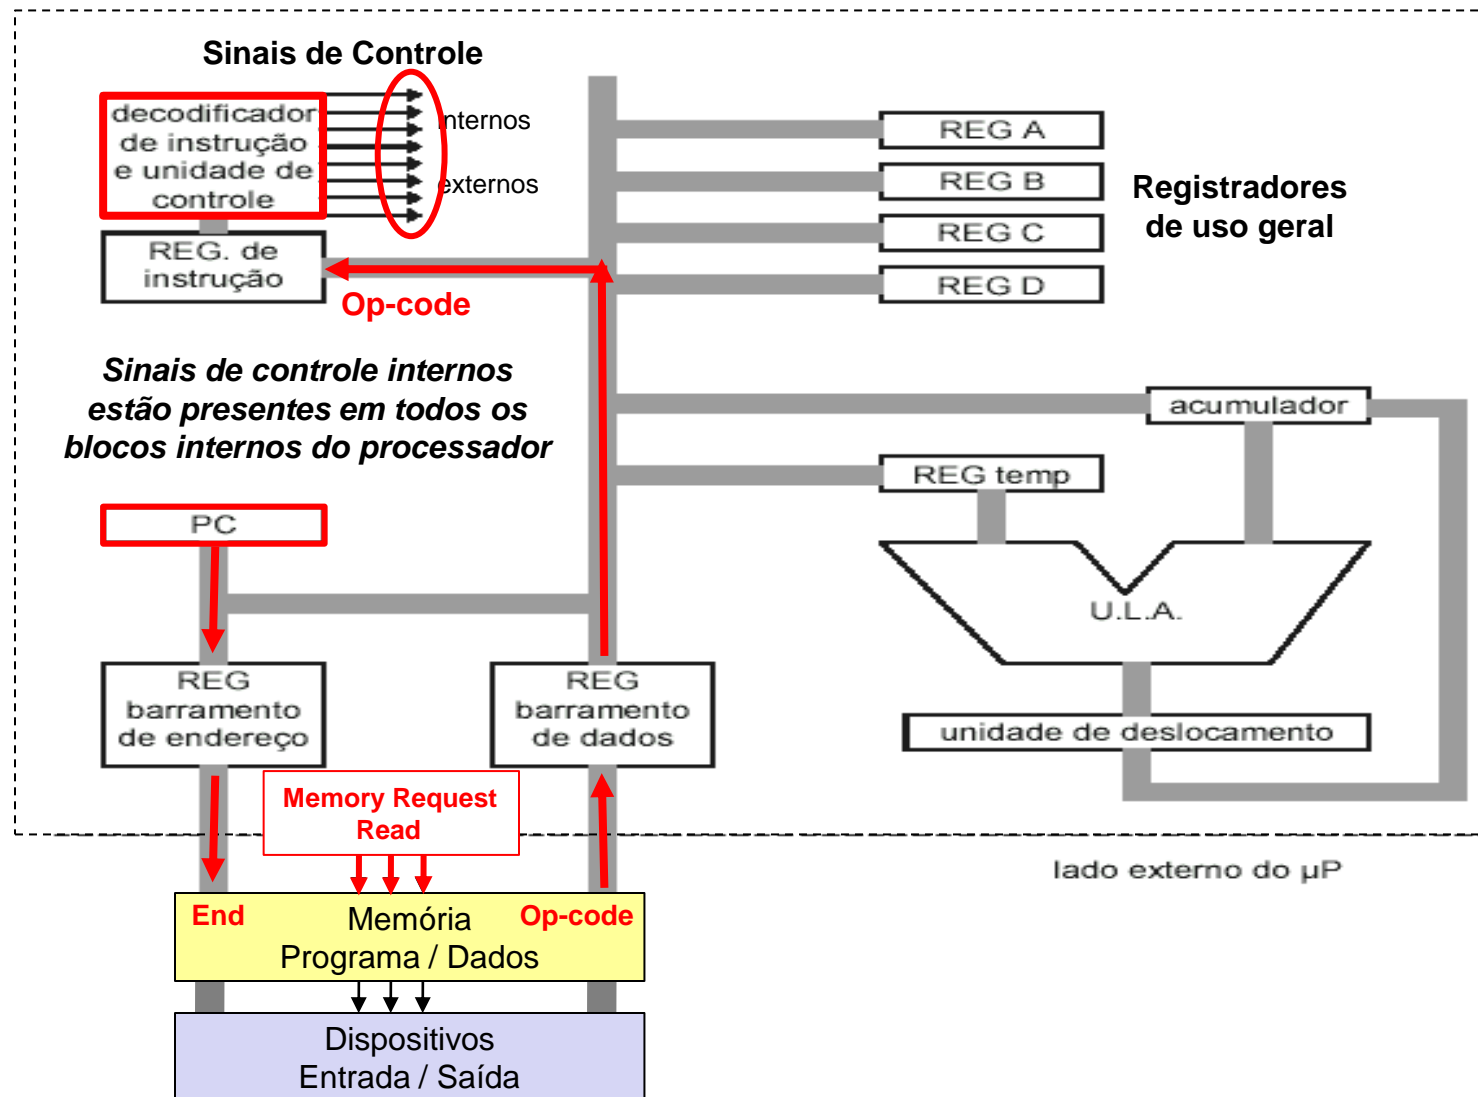 Sinais de Controle
decodificador
de instrução
e unidade de
controle
internos
externos
REG. de
instrução
Op-code
REG A
REG B
REG C
REG D
Registradores
de uso geral
Sinais de controle internos
estão presentes em todos os
blocos internos do processador
acumulador
REG temp
U.L.A.
unidade de deslocamento
PC
REG
barramento
de endereço
REG
barramento
de dados
Memory Request
Read
lado externo do µP
End
Memória
Op-code
Programa / Dados
Dispositivos
Entrada / Saída